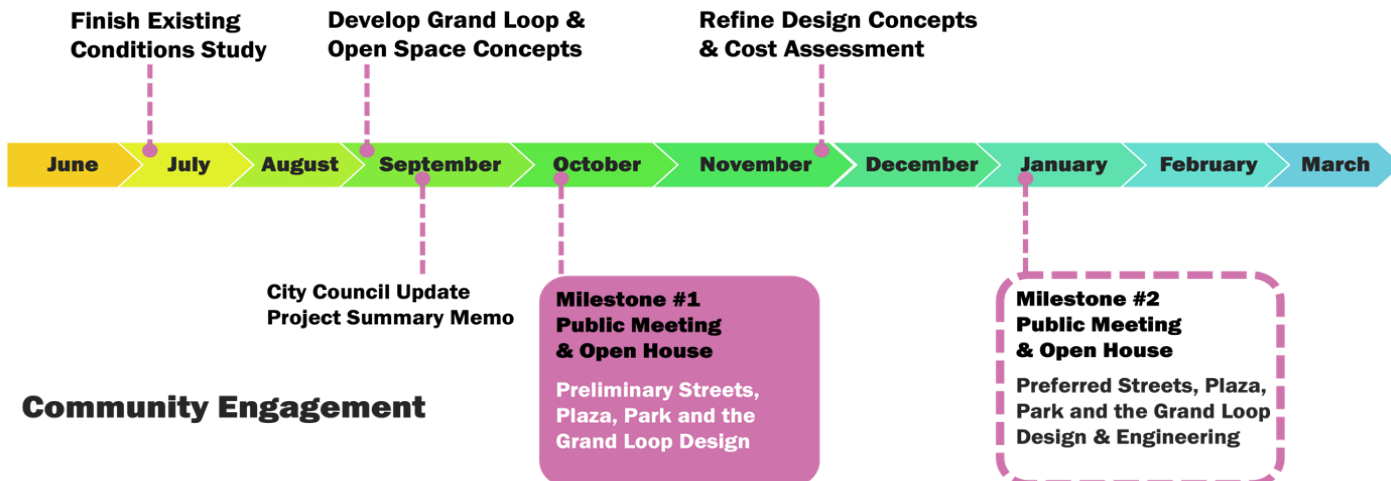 Finish Existing
Conditions Study
Develop Grand Loop &
Open Space Concepts
Refine Design Concepts
& Cost Assessment
June
July
August
September
October
November
December
January
February
March
City Council Update
Project Summary Memo
Milestone #1
Public Meeting
& Open House
Preliminary Streets,
Plaza, Park and the
Grand Loop Design
Milestone #2
Public Meeting
& Open House
Preferred Streets, Plaza,
Park and the Grand Loop
Design & Engineering
Community Engagement